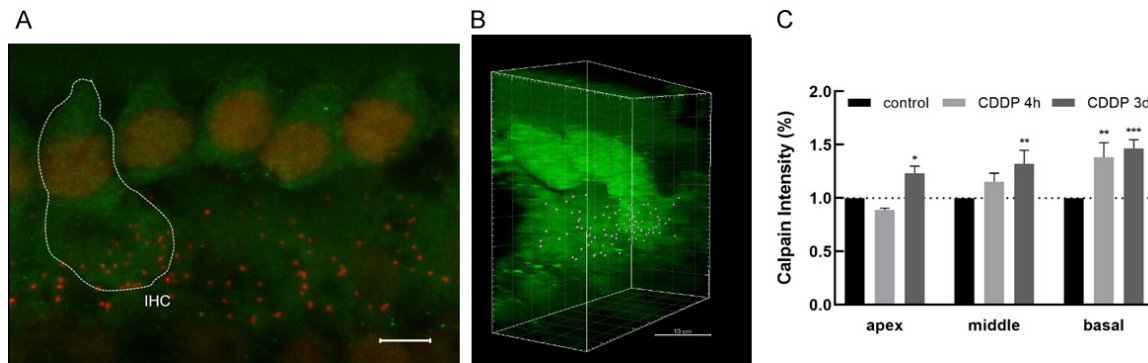 A
IHC
B
10 um
C
Calpain Intensity (%)
2.0
1.5
1.0
0.5
0.0
control CDDP 4h CDDP 3d
*
**
** ***
apex middle basal